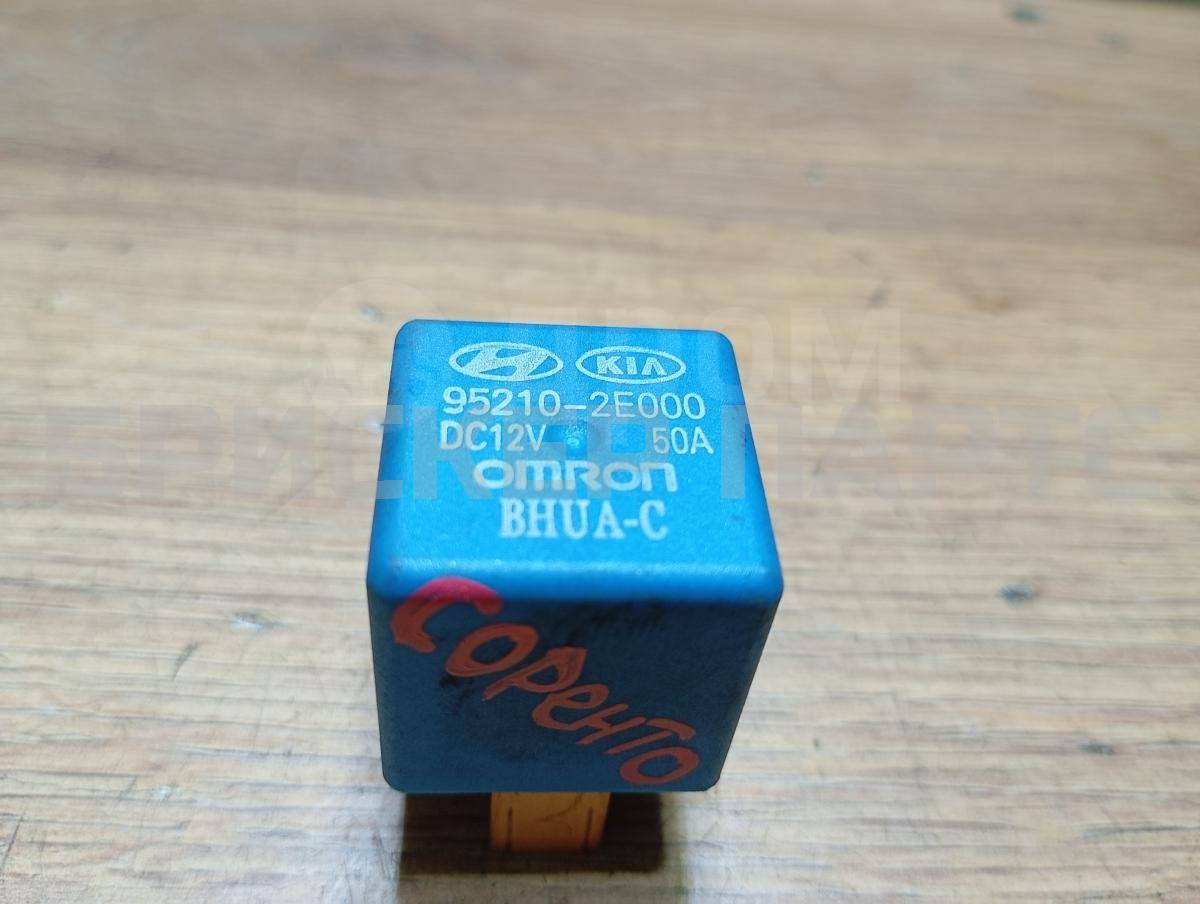 KIA
95210-2E000
DC12V 50A
OMRON
BHUA-C
Соренто